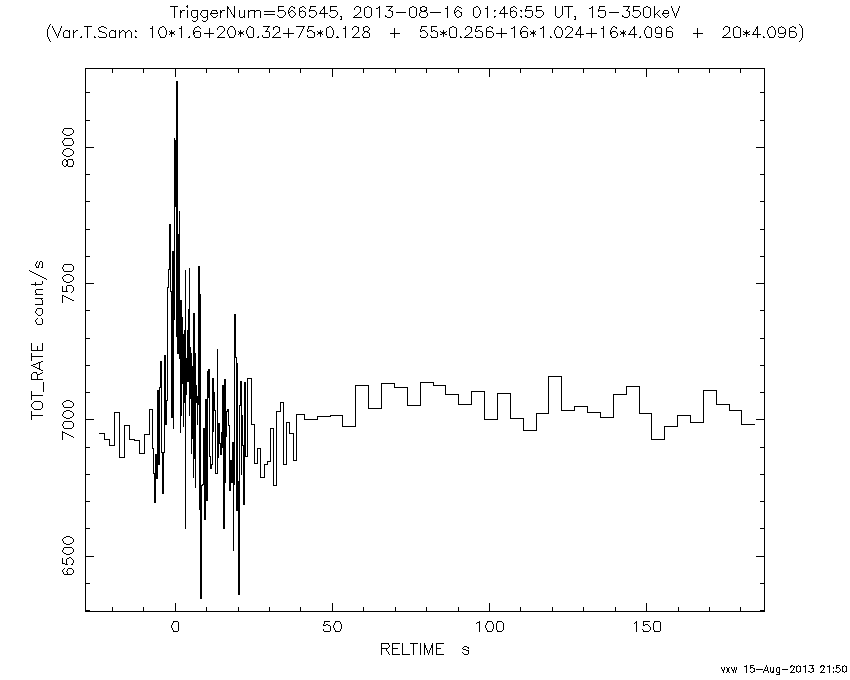 TriggerNum=566545, 2013-08-16 01:46:55 UT, 15-350keV
(Var.T.Sam: 10*1.6+20*0.32+75*0.128 + 55*0.256+16*1.024+16*4.096 + 20*4.096)
8000
7500
7000
6500
TOT_RATE count/s
0 50 100 150
RELTIME s
vxw 15-Aug-2013 21:50